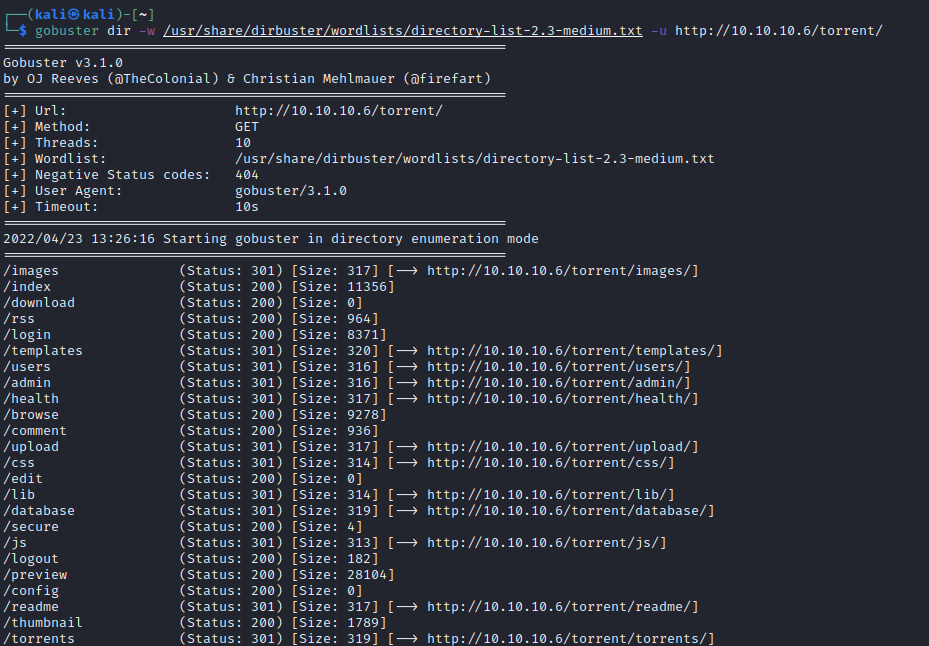 ┌──(kali㉿kali)-[~]
└─$ gobuster dir -w /usr/share/dirbuster/wordlists/directory-list-2.3-medium.txt -u http://10.10.10.6/torrent/
===============================================================
Gobuster v3.1.0
by OJ Reeves (@TheColonial) & Christian Mehlmauer (@firefart)
===============================================================
[+] Url:                     http://10.10.10.6/torrent/
[+] Method:                  GET
[+] Threads:                 10
[+] Wordlist:                /usr/share/dirbuster/wordlists/directory-list-2.3-medium.txt
[+] Negative Status codes:   404
[+] User Agent:              gobuster/3.1.0
[+] Timeout:                 10s
===============================================================
2022/04/23 13:26:16 Starting gobuster in directory enumeration mode
===============================================================
/images               (Status: 301) [Size: 317] [--> http://10.10.10.6/torrent/images/]
/index                (Status: 200) [Size: 11356]
/download             (Status: 200) [Size: 0]
/rss                  (Status: 200) [Size: 964]
/login                (Status: 200) [Size: 8371]
/templates            (Status: 301) [Size: 320] [--> http://10.10.10.6/torrent/templates/]
/users                (Status: 301) [Size: 316] [--> http://10.10.10.6/torrent/users/]
/admin                (Status: 301) [Size: 316] [--> http://10.10.10.6/torrent/admin/]
/health               (Status: 301) [Size: 317] [--> http://10.10.10.6/torrent/health/]
/browse               (Status: 200) [Size: 9278]
/comment              (Status: 200) [Size: 936]
/upload               (Status: 301) [Size: 317] [--> http://10.10.10.6/torrent/upload/]
/css                  (Status: 301) [Size: 314] [--> http://10.10.10.6/torrent/css/]
/edit                 (Status: 200) [Size: 0]
/lib                  (Status: 301) [Size: 314] [--> http://10.10.10.6/torrent/lib/]
/database             (Status: 301) [Size: 319] [--> http://10.10.10.6/torrent/database/]
/secure               (Status: 200) [Size: 4]
/js                   (Status: 301) [Size: 313] [--> http://10.10.10.6/torrent/js/]
/logout               (Status: 200) [Size: 182]
/preview              (Status: 200) [Size: 28104]
/config               (Status: 200) [Size: 0]
/readme               (Status: 301) [Size: 317] [--> http://10.10.10.6/torrent/readme/]
/thumbnail            (Status: 200) [Size: 1789]
/torrents             (Status: 301) [Size: 319] [--> http://10.10.10.6/torrent/torrents/]